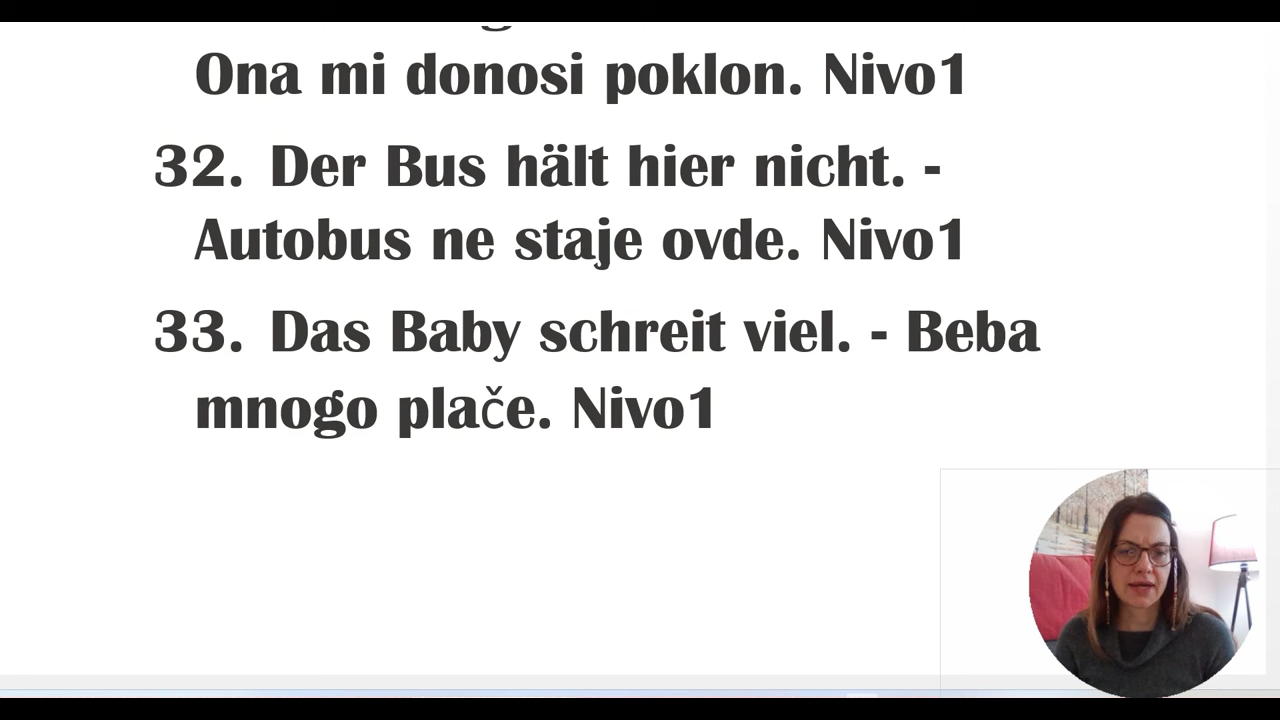 Ona mi donosi poklon. Nivo1
32. Der Bus hält hier nicht. -
Autobus ne staje ovde. Nivo1
33. Das Baby schreit viel. - Beba
mnogo plače. Nivo1